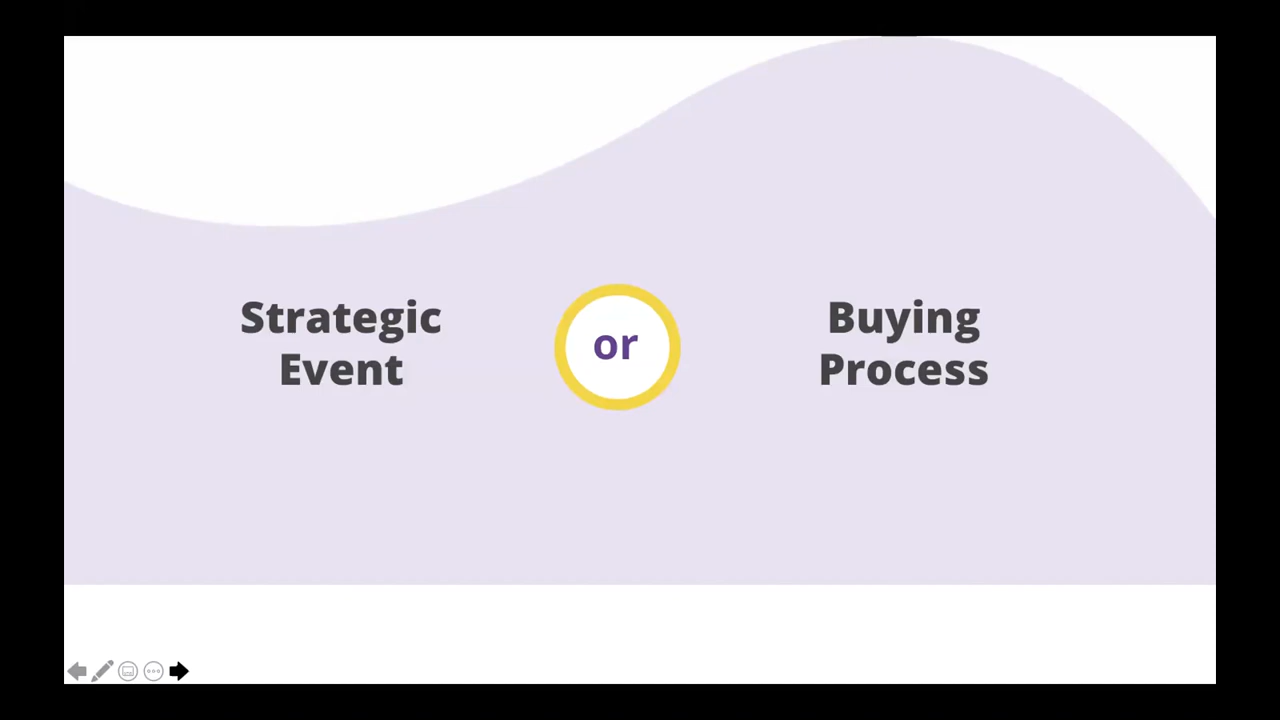 Strategic
Event
or
Buying
Process